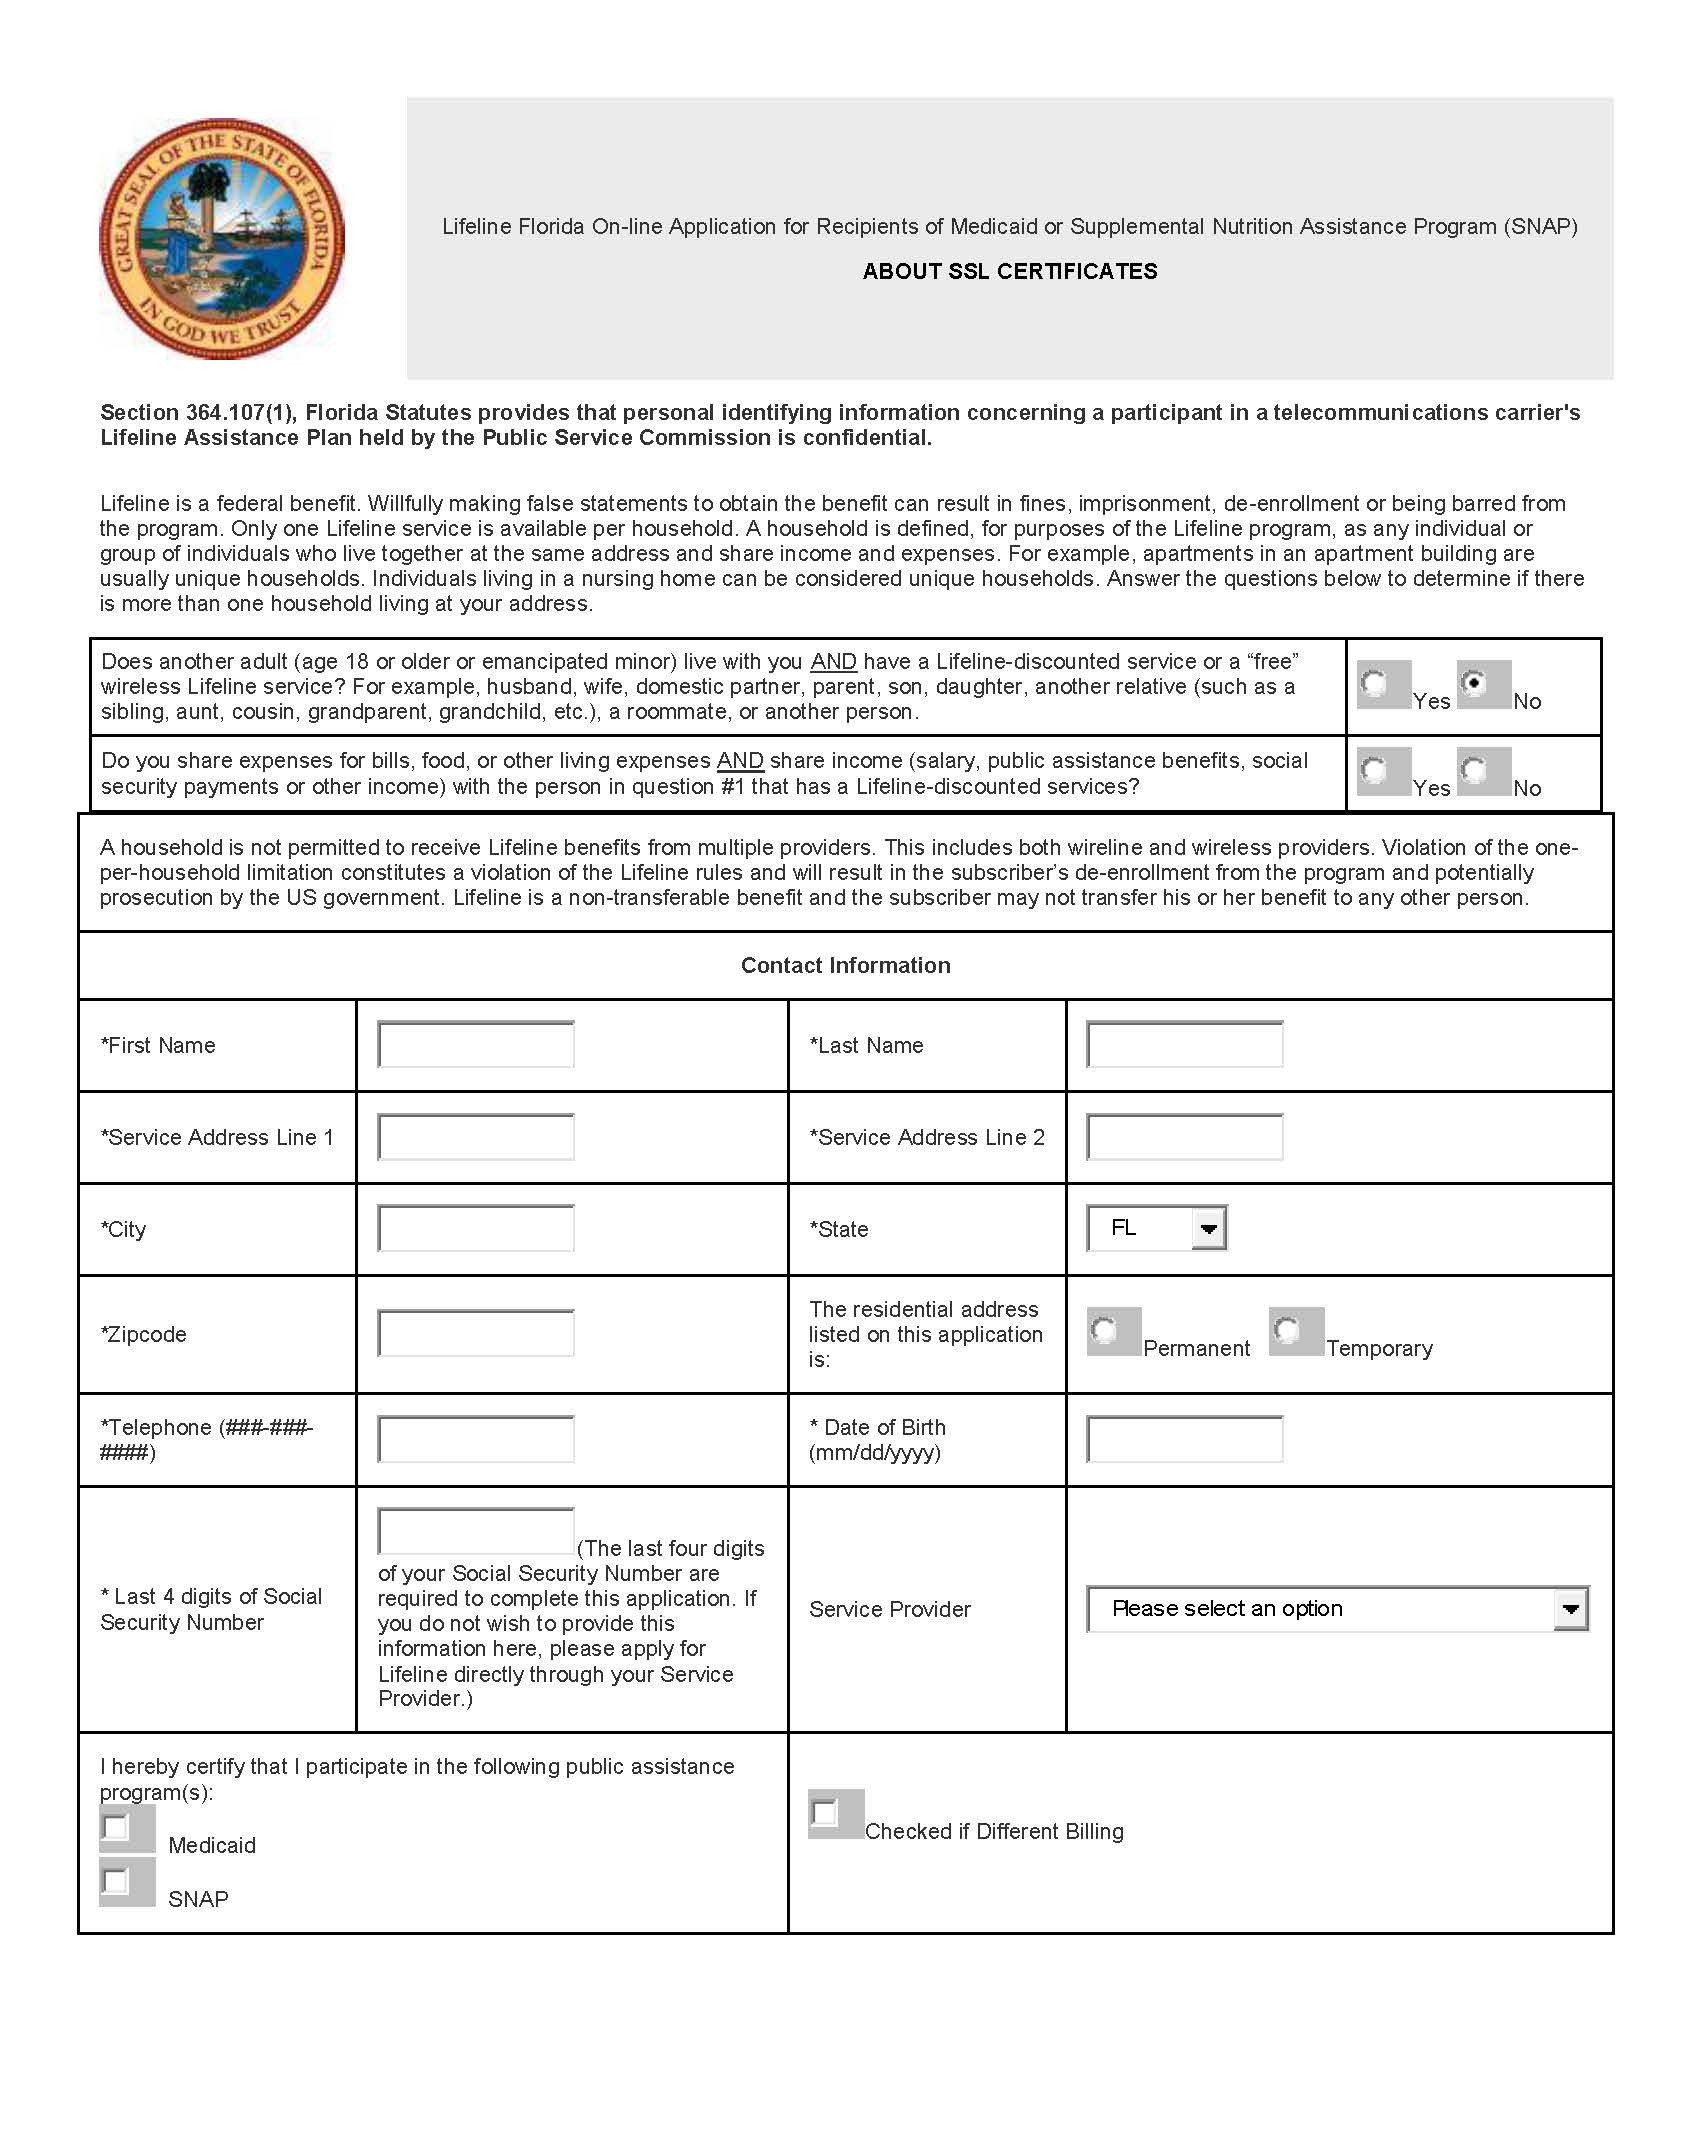 GREAT SEAL OF THE STATE OF FLORIDA
IN GOD WE TRUST
Lifeline Florida On-line Application for Recipients of Medicaid or Supplemental Nutrition Assistance Program (SNAP)
ABOUT SSL CERTIFICATES
Section 364.107(1), Florida Statutes provides that personal identifying information concerning a participant in a telecommunications carrier's
Lifeline Assistance Plan held by the Public Service Commission is confidential.
Lifeline is a federal benefit. Willfully making false statements to obtain the benefit can result in fines, imprisonment, de-enrollment or being barred from
the program. Only one Lifeline service is available per household. A household is defined, for purposes of the Lifeline program, as any individual or
group of individuals who live together at the same address and share income and expenses. For example, apartments in an apartment building are
usually unique households. Individuals living in a nursing home can be considered unique households. Answer the questions below to determine if there
is more than one household living at your address.
Does another adult (age 18 or older or emancipated minor) live with you AND have a Lifeline-discounted service or a “free”
wireless Lifeline service? For example, husband, wife, domestic partner, parent, son, daughter, another relative (such as a
sibling, aunt, cousin, grandparent, grandchild, etc.), a roommate, or another person.
Yes No
Do you share expenses for bills, food, or other living expenses AND share income (salary, public assistance benefits, social
security payments or other income) with the person in question #1 that has a Lifeline-discounted services?
Yes No
A household is not permitted to receive Lifeline benefits from multiple providers. This includes both wireline and wireless providers. Violation of the one-
per-household limitation constitutes a violation of the Lifeline rules and will result in the subscriber’s de-enrollment from the program and potentially
prosecution by the US government. Lifeline is a non-transferable benefit and the subscriber may not transfer his or her benefit to any other person.
Contact Information
*First Name
*Last Name
*Service Address Line 1
*Service Address Line 2
*City
*State
FL
*Zipcode
The residential address
listed on this application
is:
Permanent Temporary
*Telephone (###-###-
####)
* Date of Birth
(mm/dd/yyyy)
* Last 4 digits of Social
Security Number
(The last four digits
of your Social Security Number are
required to complete this application. If
you do not wish to provide this
information here, please apply for
Lifeline directly through your Service
Provider.)
Service Provider
Please select an option
I hereby certify that I participate in the following public assistance
program(s):
Medicaid
SNAP
Checked if Different Billing